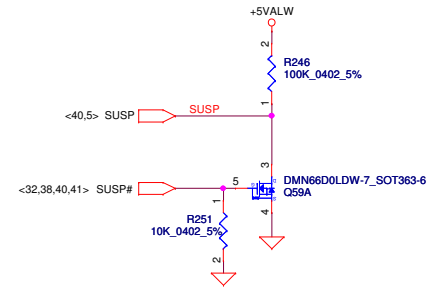 +5VALW
2
R246
100K_0402_5%
1
SUSP
<40,5> SUSP
3
DMN66D0LDW-7_SOT363-6
<32,38,40,41> SUSP#
5
Q59A
1
4
R251
10K_0402_5%
2